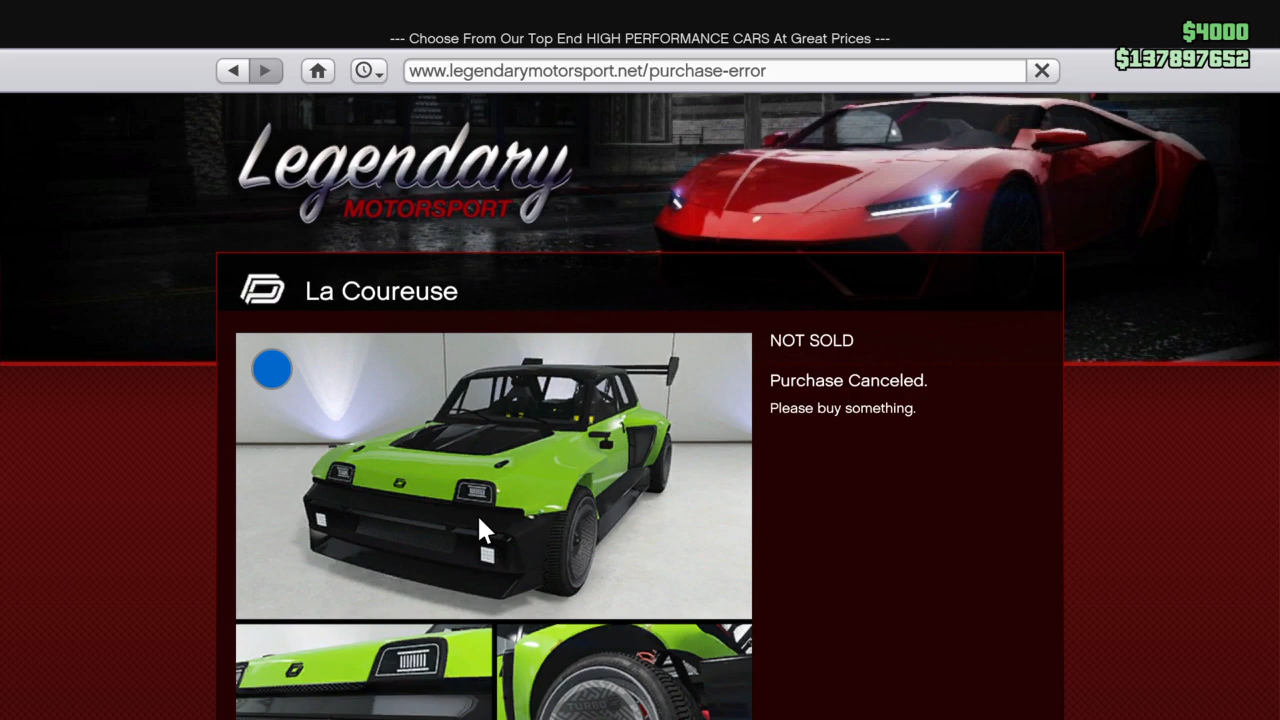 --- Choose From Our Top End HIGH PERFORMANCE CARS At Great Prices ---
$4000
$137897652
www.legendarymotorsport.net/purchase-error
Legendary
MOTORSPORT
La Coureuse
NOT SOLD
Purchase Canceled.
Please buy something.
TURBO